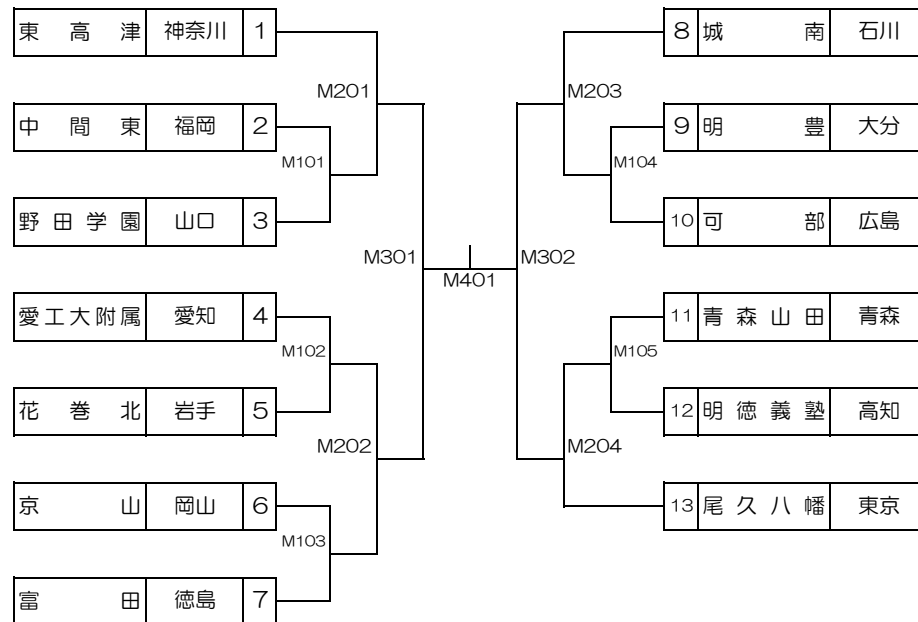 東高津 神奈川 1
M201
中間東 福岡 2
M101
野田学園 山口 3
M301
愛工大附属 愛知 4
M102
花巻北 岩手 5
M202
京山 岡山 6
M103
富田 徳島 7
M401
8 城南 石川
M203
9 明豊 大分
M104
10 可部 広島
M302
11 青森山田 青森
M105
12 明徳義塾 高知
M204
13 尾久八幡 東京